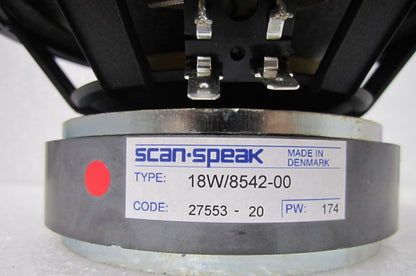 scan-speak MADE IN DENMARK
TYPE: 18W/8542-00
CODE: 27553 - 20 PW: 174